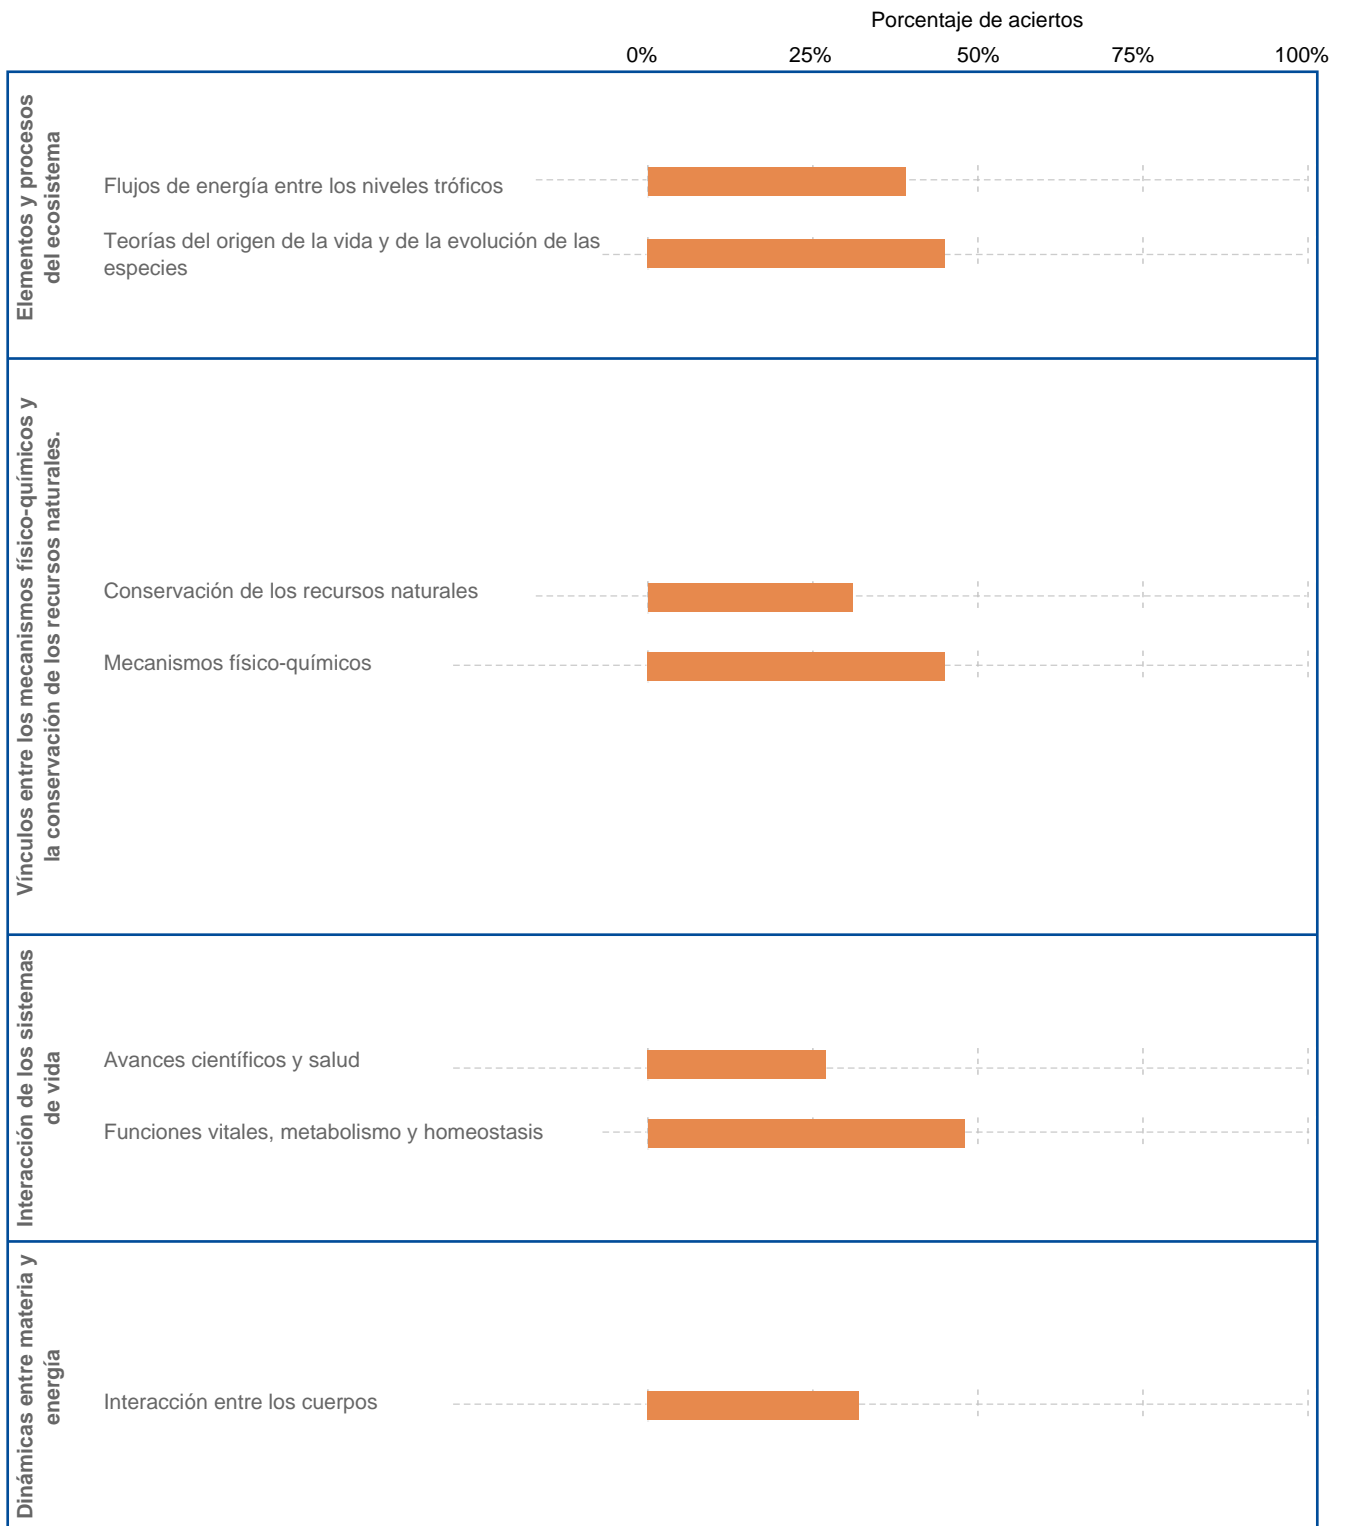 Porcentaje de aciertos
0% 25% 50% 75% 100%
Elementos y procesos
del ecosistema
Flujos de energía entre los niveles tróficos
Teorías del origen de la vida y de la evolución de las
especies
Vínculos entre los mecanismos físico-químicos y
la conservación de los recursos naturales.
Conservación de los recursos naturales
Mecanismos físico-químicos
Interacción de los sistemas
de vida
Avances científicos y salud
Funciones vitales, metabolismo y homeostasis
Dinámicas entre materia y
energía
Interacción entre los cuerpos